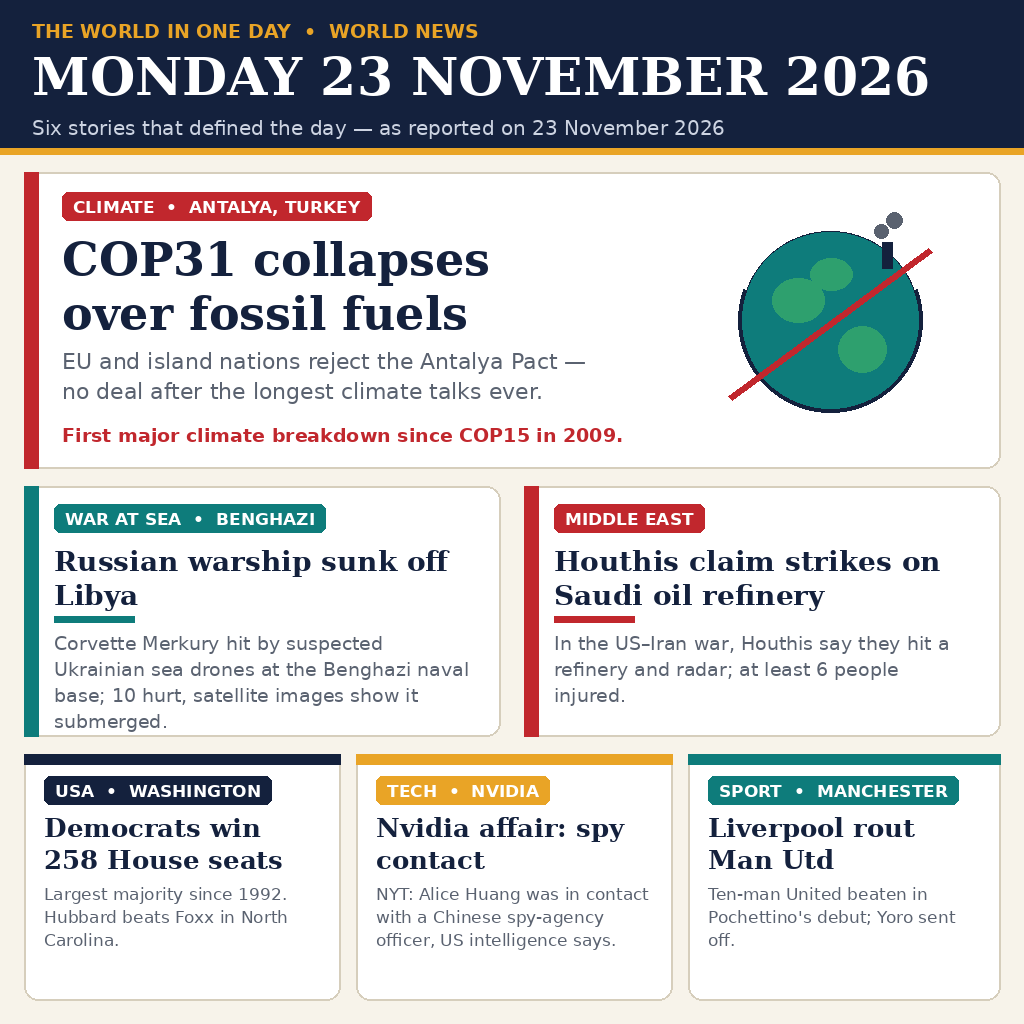 THE WORLD IN ONE DAY • WORLD NEWS
MONDAY 23 NOVEMBER 2026
Six stories that defined the day — as reported on 23 November 2026
CLIMATE • ANTALYA, TURKEY
COP31 collapses
over fossil fuels
EU and island nations reject the Antalya Pact —
no deal after the longest climate talks ever.
First major climate breakdown since COP15 in 2009.
WAR AT SEA • BENGHAZI
Russian warship sunk off
Libya
Corvette Merkury hit by suspected
Ukrainian sea drones at the Benghazi naval
base; 10 hurt, satellite images show it
submerged.
MIDDLE EAST
Houthis claim strikes on
Saudi oil refinery
In the US–Iran war, Houthis say they hit a
refinery and radar; at least 6 people
injured.
USA • WASHINGTON
Democrats win
258 House seats
Largest majority since 1992.
Hubbard beats Foxx in North
Carolina.
TECH • NVIDIA
Nvidia affair: spy
contact
NYT: Alice Huang was in contact
with a Chinese spy-agency
officer, US intelligence says.
SPORT • MANCHESTER
Liverpool rout
Man Utd
Ten-man United beaten in
Pochettino's debut; Yoro sent
off.